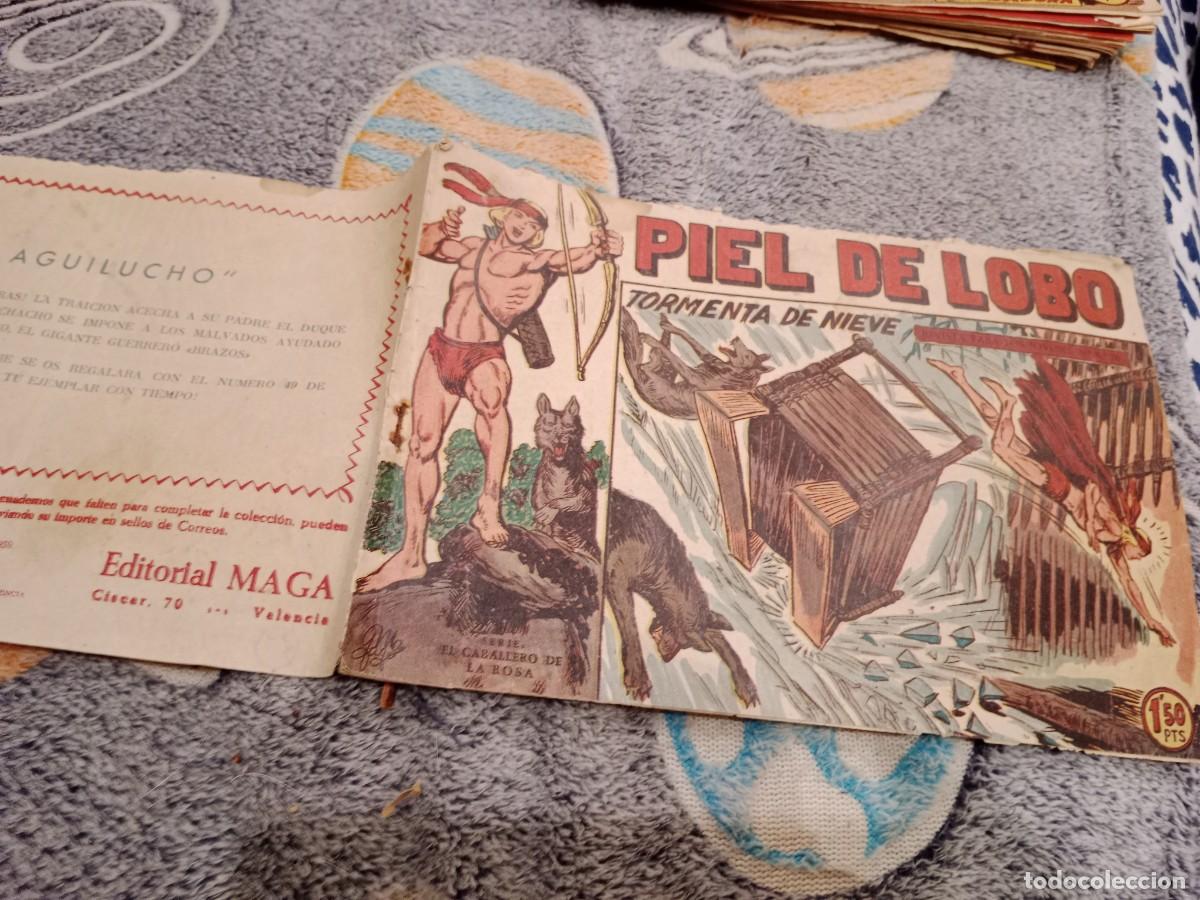 AGUILUCHO"
RAS! LA TRAICION ACECHA A SU PADRE EL DUQUE
CHACHO SE IMPONE A LOS MALVADOS AYUDADO
O, EL GIGANTE GUERRERO «BRAZOS»
SE OS REGALARA CON EL NUMERO 49 DE
TU EJEMPLAR CON TIEMPO!
cuadernos que falten para completar la colección, pueden
su importe en sellos de Correos.
Editorial MAGA
Ciscar, 70 Valencia
PIEL DE LOBO
TORMENTA DE NIEVE
SERIE,
EL CABALLERO DE
LA ROSA
1'50
PTS
todocoleccion